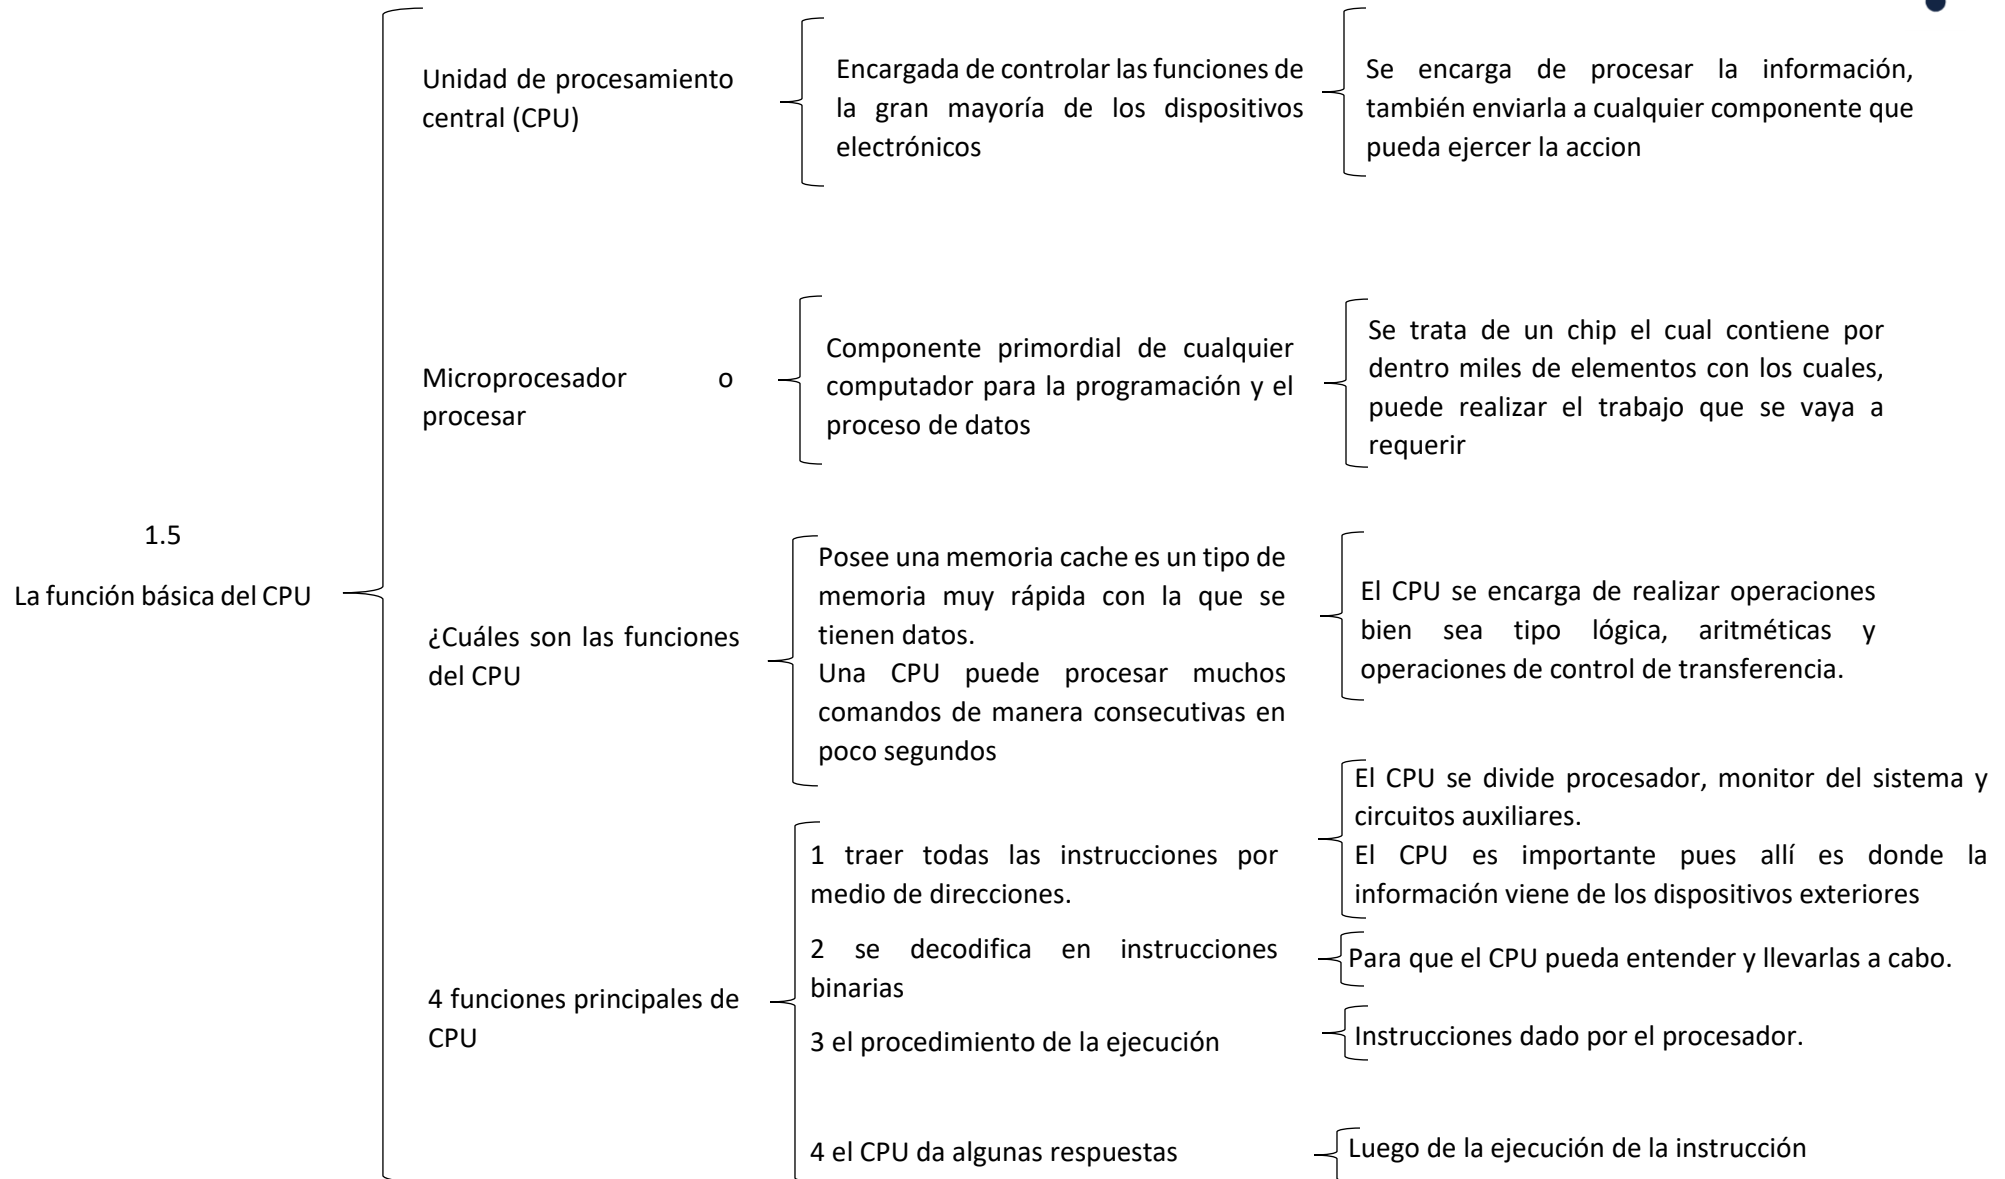 1.5
La función básica del CPU
Unidad de procesamiento
central (CPU)
Encargada de controlar las funciones de
la gran mayoría de los dispositivos
electrónicos
Se encarga de procesar la información,
también enviarla a cualquier componente que
pueda ejercer la accion
Microprocesador o
procesar
Componente primordial de cualquier
computador para la programación y el
proceso de datos
Se trata de un chip el cual contiene por
dentro miles de elementos con los cuales,
puede realizar el trabajo que se vaya a
requerir
¿Cuáles son las funciones
del CPU
Posee una memoria cache es un tipo de
memoria muy rápida con la que se
tienen datos.
Una CPU puede procesar muchos
comandos de manera consecutivas en
poco segundos
El CPU se encarga de realizar operaciones
bien sea tipo lógica, aritméticas y
operaciones de control de transferencia.
4 funciones principales de
CPU
1 traer todas las instrucciones por
medio de direcciones.
El CPU se divide procesador, monitor del sistema y
circuitos auxiliares.
El CPU es importante pues allí es donde la
información viene de los dispositivos exteriores
2 se decodifica en instrucciones
binarias
Para que el CPU pueda entender y llevarlas a cabo.
3 el procedimiento de la ejecución
Instrucciones dado por el procesador.
4 el CPU da algunas respuestas
Luego de la ejecución de la instrucción